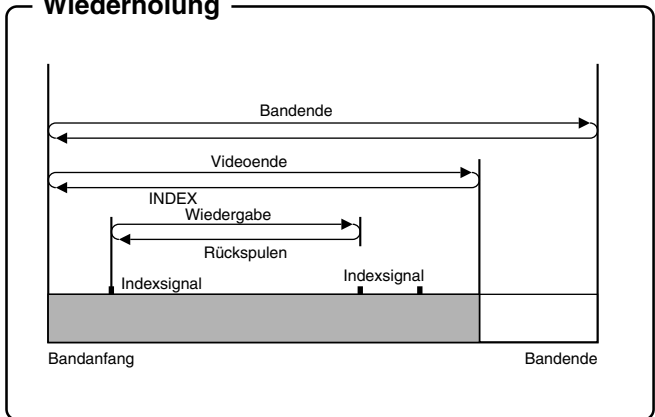 Wiederholung
Bandende
Videoende
INDEX
Wiedergabe
Rückspulen
Indexsignal
Indexsignal
Bandanfang
Bandende